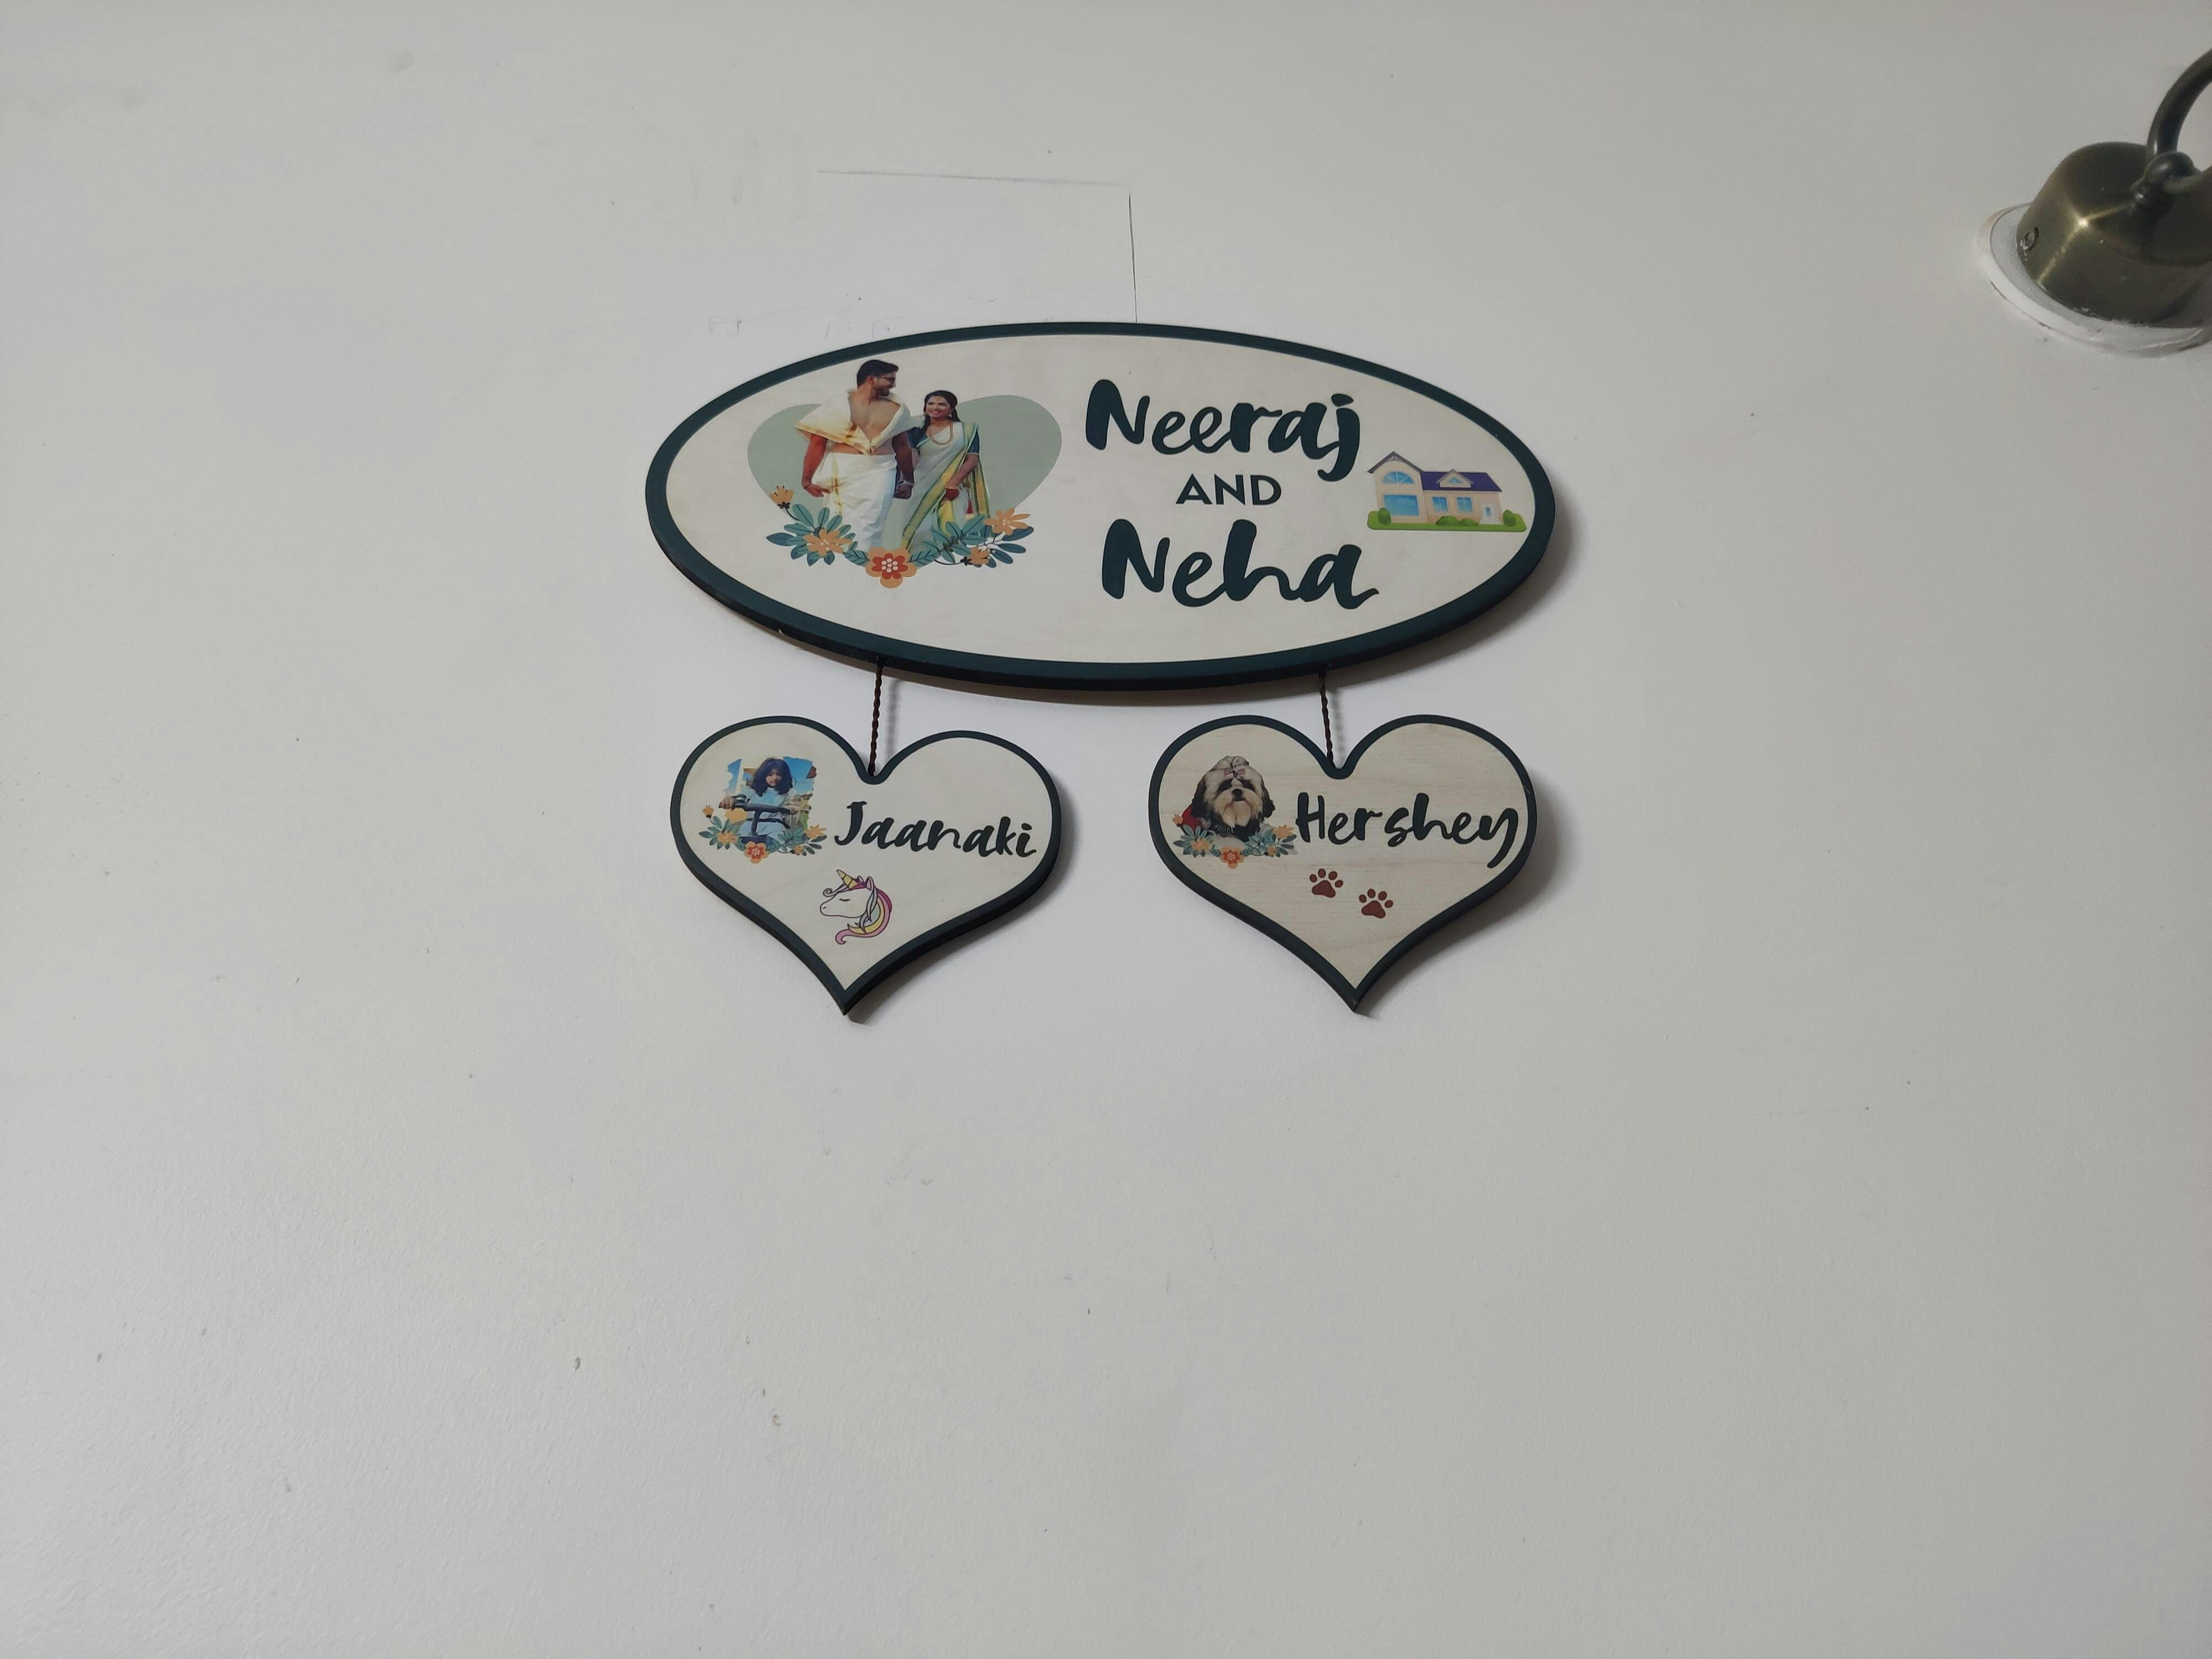 Neeraj
AND
Neha
Jaanaki
Hershey